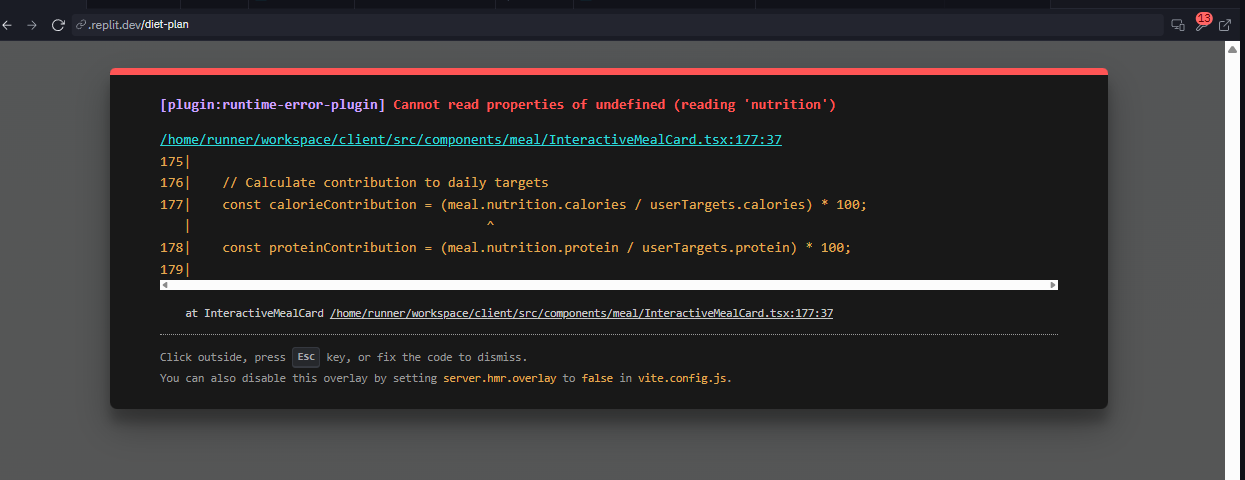 .replit.dev/diet-plan
13
[plugin:runtime-error-plugin] Cannot read properties of undefined (reading 'nutrition')
/home/runner/workspace/client/src/components/meal/InteractiveMealCard.tsx:177:37
175|
176|    // Calculate contribution to daily targets
177|    const calorieContribution = (meal.nutrition.calories / userTargets.calories) * 100;
   |                                      ^
178|    const proteinContribution = (meal.nutrition.protein / userTargets.protein) * 100;
179|
at InteractiveMealCard /home/runner/workspace/client/src/components/meal/InteractiveMealCard.tsx:177:37
Click outside, press Esc key, or fix the code to dismiss.
You can also disable this overlay by setting server.hmr.overlay to false in vite.config.js.